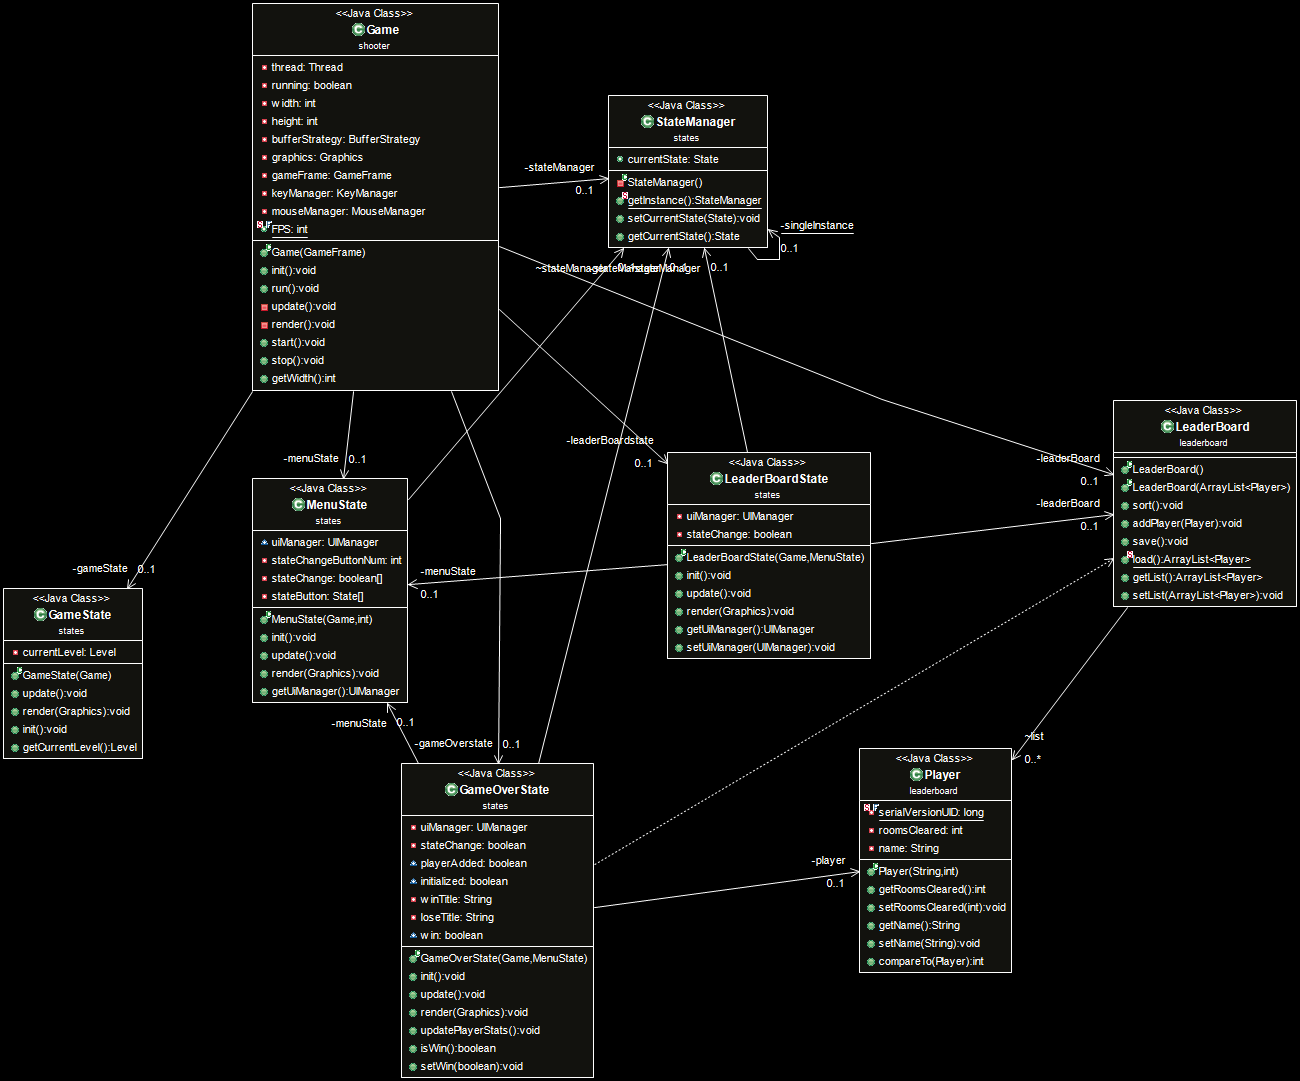 <<Java Class>>
Game
shooter
thread: Thread
running: boolean
width: int
height: int
bufferStrategy: BufferStrategy
graphics: Graphics
gameFrame: GameFrame
keyManager: KeyManager
mouseManager: MouseManager
FPS: int
Game(GameFrame)
init():void
run():void
update():void
render():void
start():void
stop():void
getWidth():int
<<Java Class>>
StateManager
states
currentState: State
StateManager()
getInstance():StateManager
setCurrentState(State):void
getCurrentState():State
-stateManager
0..1
-singleInstance
0..1
~stateManager
-stateManager
-stateManager
0..1
0..1
0..1
-leaderBoardstate
0..1
-leaderBoard
0..1
-leaderBoard
0..1
<<Java Class>>
LeaderBoard
leaderboard
LeaderBoard()
LeaderBoard(ArrayList<Player>)
sort():void
addPlayer(Player):void
save():void
load():ArrayList<Player>
getList():ArrayList<Player>
setList(ArrayList<Player>):void
-menuState
0..1
<<Java Class>>
MenuState
states
uiManager: UIManager
stateChangeButtonNum: int
stateChange: boolean[]
stateButton: State[]
MenuState(Game,int)
init():void
update():void
render(Graphics):void
getUiManager():UIManager
<<Java Class>>
LeaderBoardState
states
uiManager: UIManager
stateChange: boolean
LeaderBoardState(Game,MenuState)
init():void
update():void
render(Graphics):void
getUiManager():UIManager
setUiManager(UIManager):void
-menuState
0..1
-gameState
0..1
<<Java Class>>
GameState
states
currentLevel: Level
GameState(Game)
update():void
render(Graphics):void
init():void
getCurrentLevel():Level
-menuState
0..1
-gameOverstate
0..1
<<Java Class>>
GameOverState
states
uiManager: UIManager
stateChange: boolean
playerAdded: boolean
initialized: boolean
winTitle: String
loseTitle: String
win: boolean
GameOverState(Game,MenuState)
init():void
update():void
render(Graphics):void
updatePlayerStats():void
isWin():boolean
setWin(boolean):void
~list
0..*
-player
0..1
<<Java Class>>
Player
leaderboard
serialVersionUID: long
roomsCleared: int
name: String
Player(String,int)
getRoomsCleared():int
setRoomsCleared(int):void
getName():String
setName(String):void
compareTo(Player):int